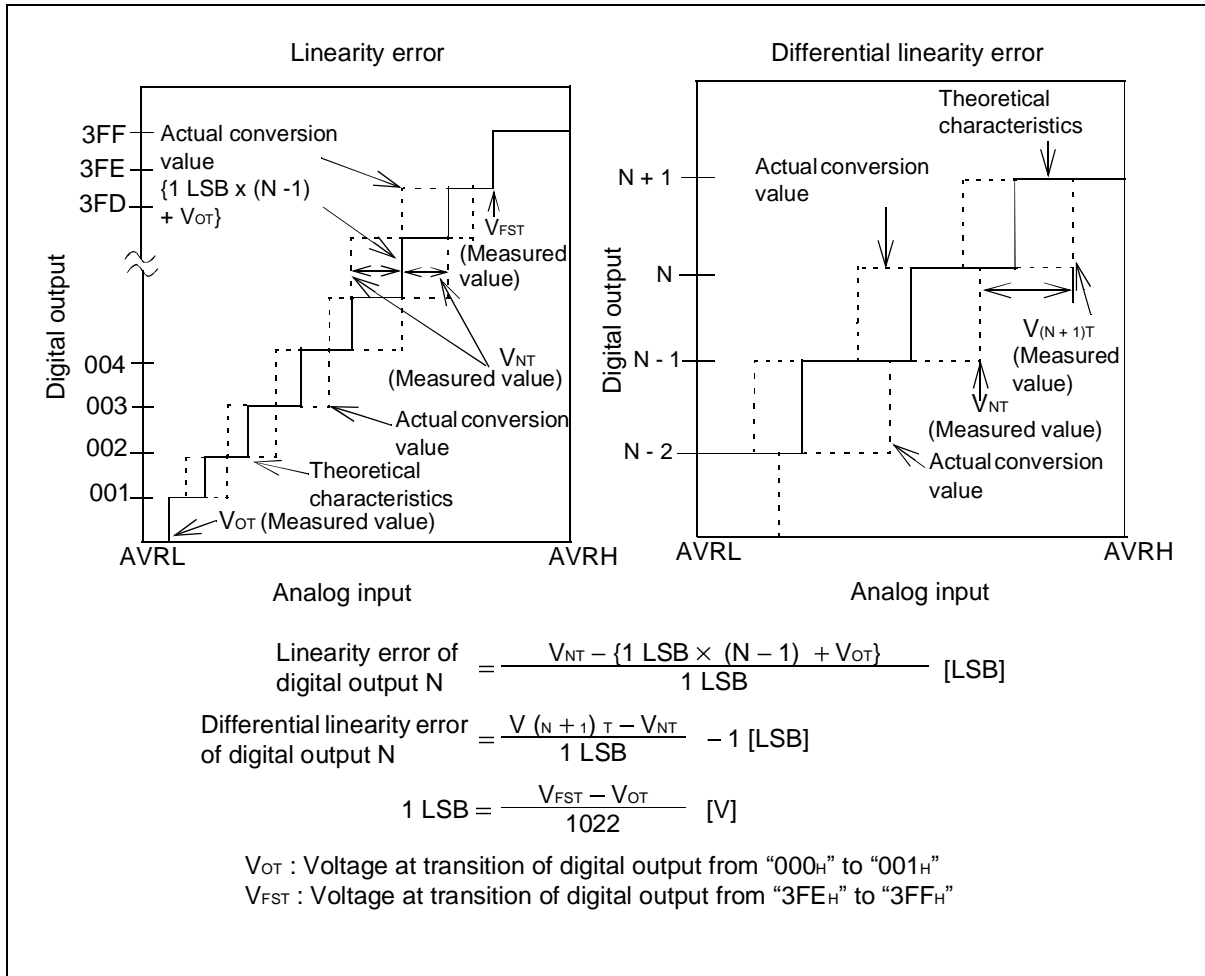 Linearity error
3FF
3FE
3FD
004
003
002
001
Digital output
Actual conversion
value
{1 LSB x (N -1)
+ VOT}
VFST
(Measured
value)
VNT
(Measured value)
Actual conversion
value
Theoretical
characteristics
VOT (Measured value)
AVRL
AVRH
Analog input
Differential linearity error
N + 1
N
N - 1
N - 2
Digital output
Theoretical
characteristics
Actual conversion
value
V(N + 1)T
(Measured
value)
VNT
(Measured value)
Actual conversion
value
AVRL
AVRH
Analog input
Linearity error of
digital output N
= VNT – {1 LSB × (N – 1) + VOT}
1 LSB
[LSB]
Differential linearity error
of digital output N
= V (N + 1) T – VNT
1 LSB
– 1 [LSB]
1 LSB = VFST – VOT
1022
[V]
VOT : Voltage at transition of digital output from “000H” to “001H”
VFST : Voltage at transition of digital output from “3FEH” to “3FFH”